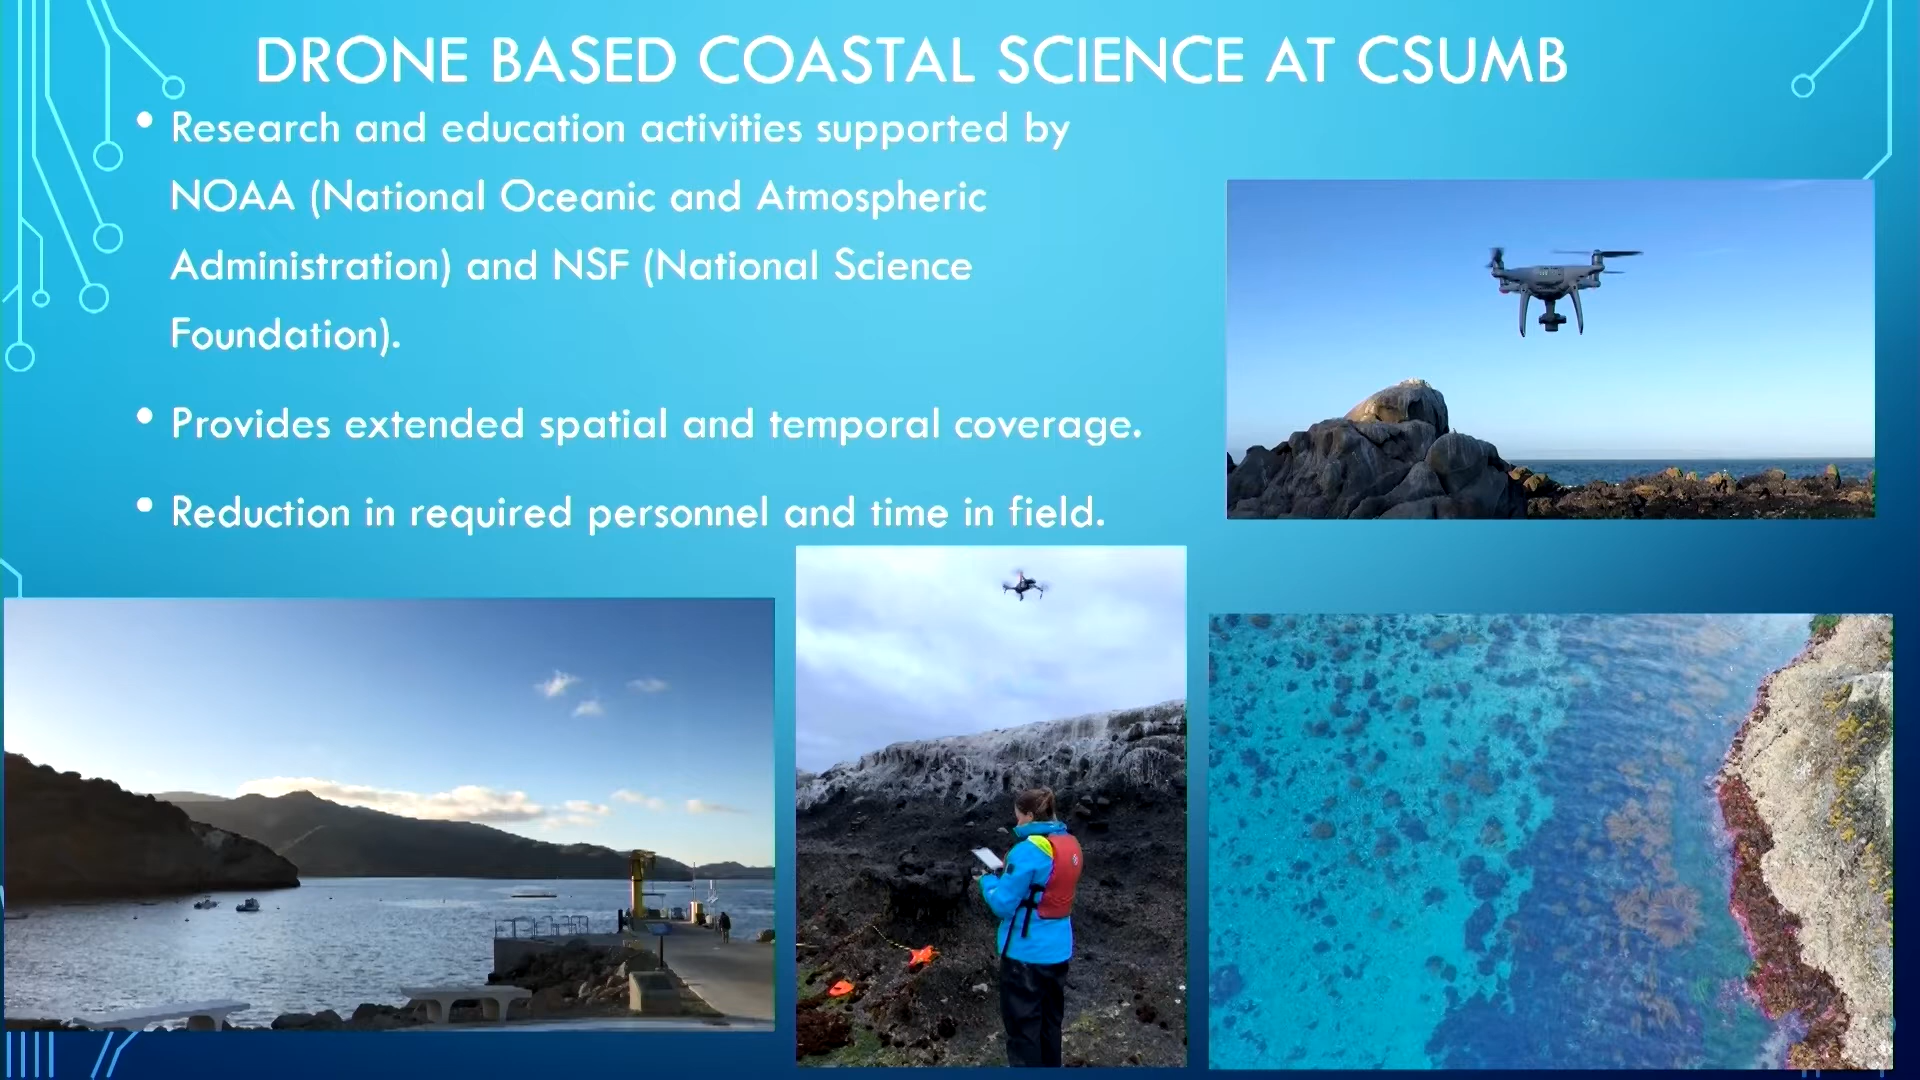 DRONE BASED COASTAL SCIENCE AT CSUMB
• Research and education activities supported by
NOAA (National Oceanic and Atmospheric
Administration) and NSF (National Science
Foundation).
• Provides extended spatial and temporal coverage.
• Reduction in required personnel and time in field.